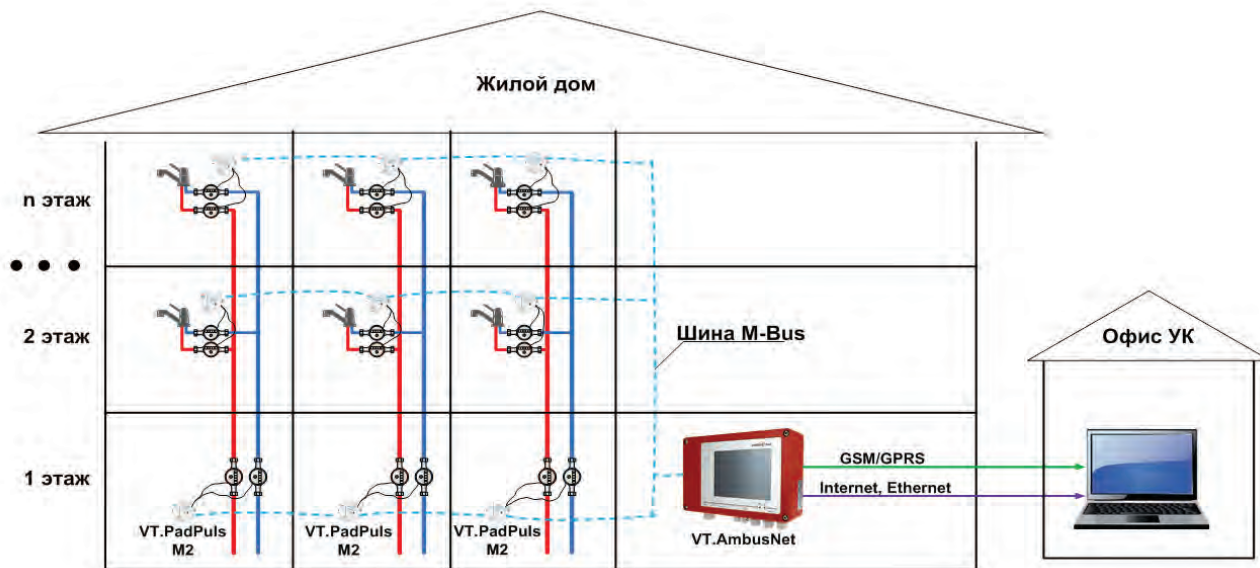 Жилой дом
n этаж
2 этаж
Шина M-Bus
Офис УК
1 этаж
GSM/GPRS
Internet, Ethernet
VT.PadPuls
M2
VT.PadPuls
M2
VT.PadPuls
M2
VT.AmbusNet